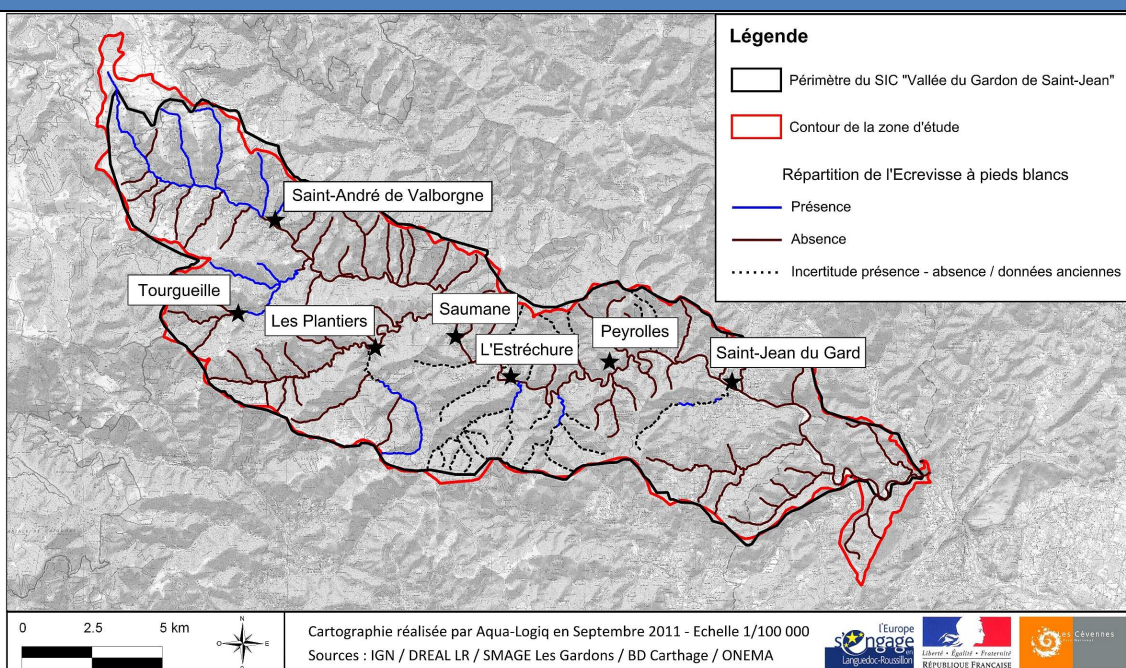 Légende
Périmètre du SIC "Vallée du Gardon de Saint-Jean"
Contour de la zone d'étude
Répartition de l'Ecrevisse à pieds blancs
Présence
Absence
Incertitude présence - absence / données anciennes
Saint-André de Valborgne
Tourgueille
Les Plantiers
Saumane
L'Estréchure
Peyrolles
Saint-Jean du Gard
0 2.5 5 km
N
O E
S
Cartographie réalisée par Aqua-Logiq en Septembre 2011 - Echelle 1/100 000
Sources : IGN / DREAL LR / SMAGE Les Gardons / BD Carthage / ONEMA
l'Europe
s'engage
en
Languedoc-Roussillon
Liberté • Égalité • Fraternité
RÉPUBLIQUE FRANÇAISE
Les Cévennes